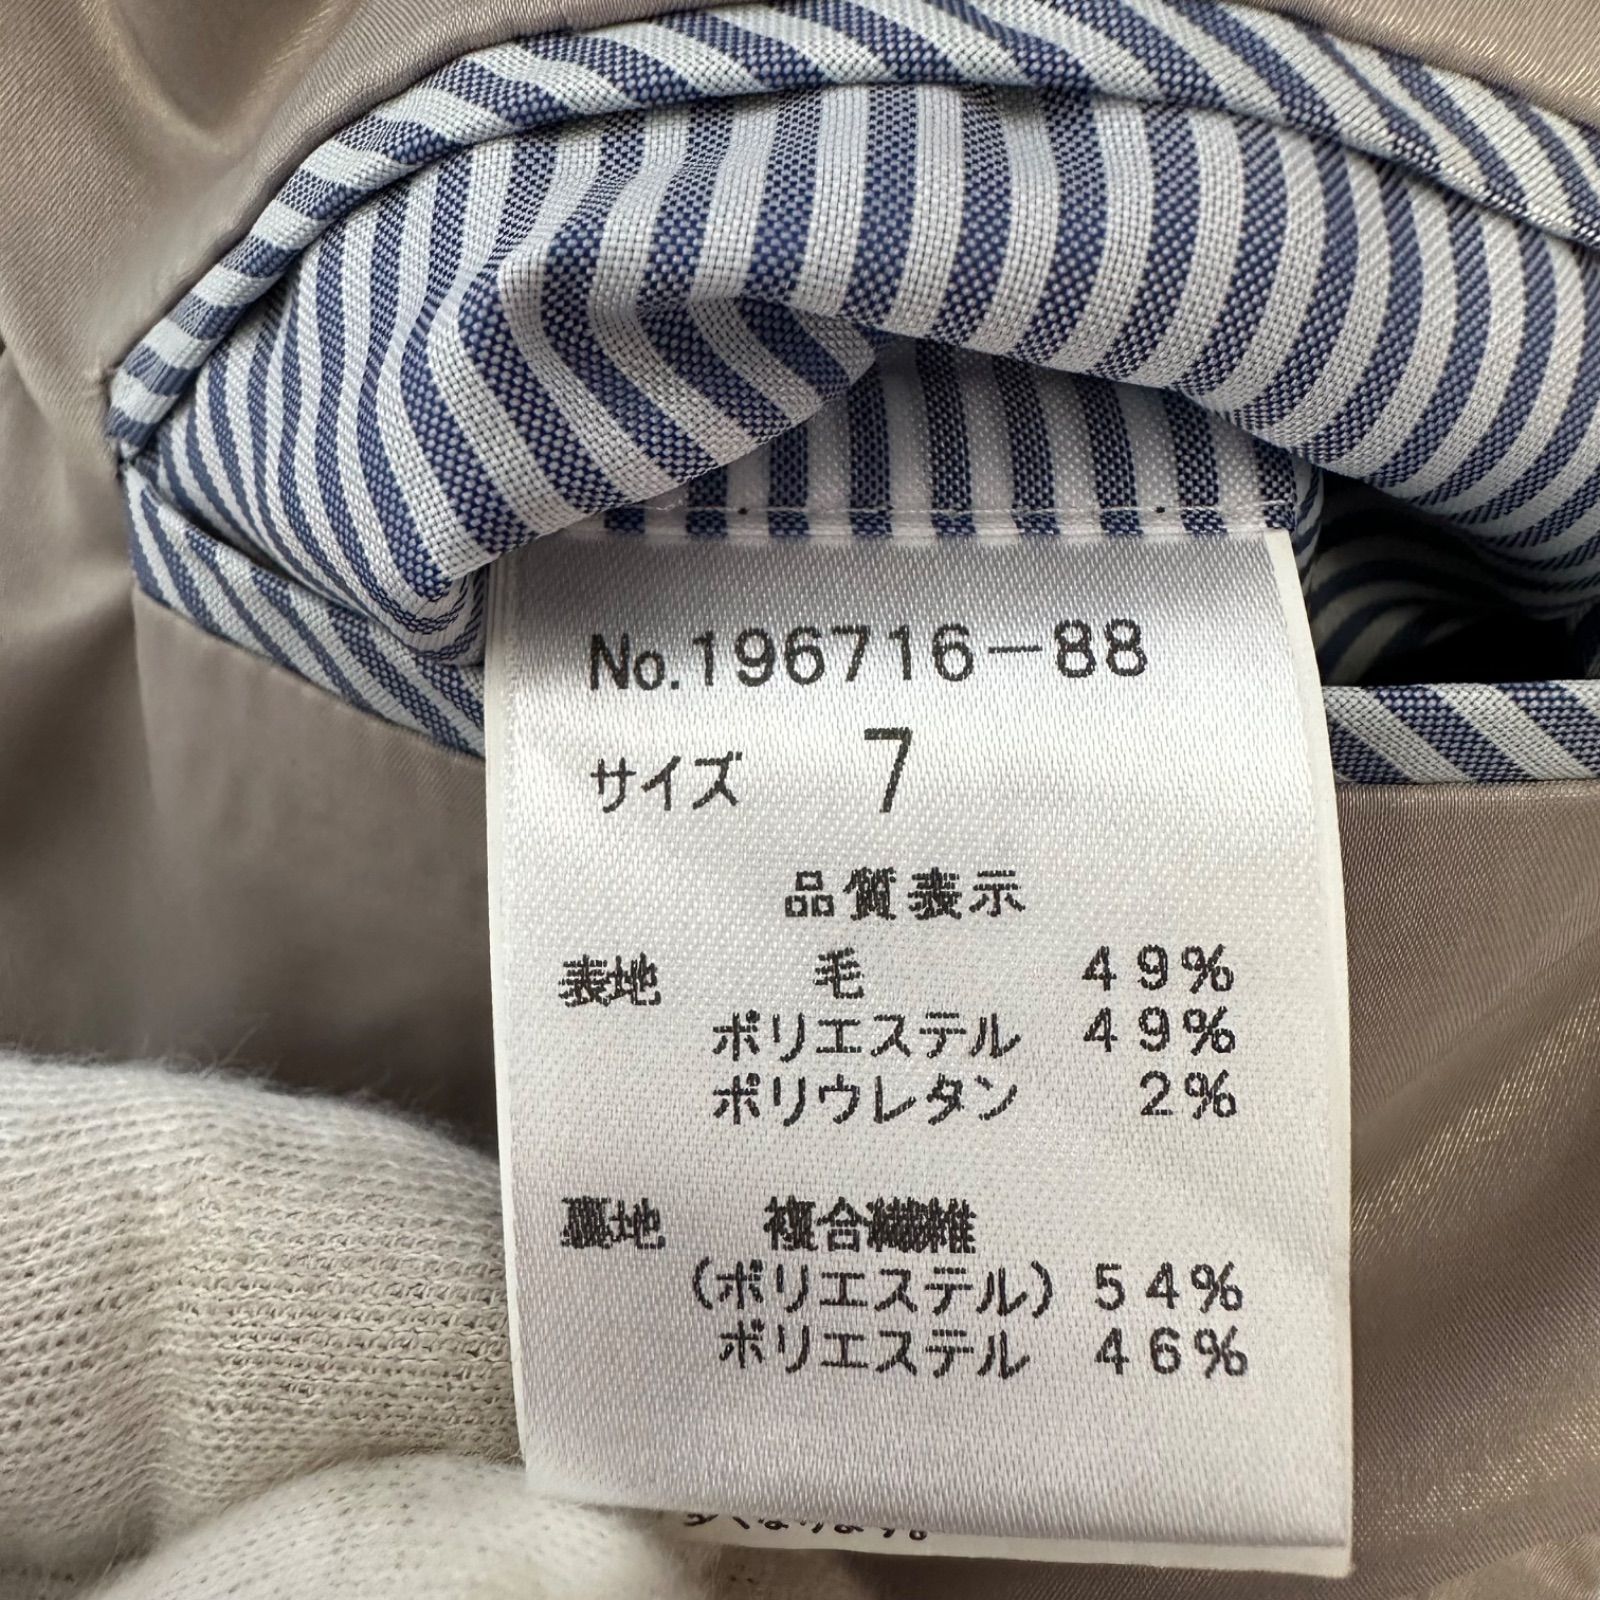 No.196716-88
サイズ 7
品質表示
表地 毛 49%
ポリエステル 49%
ポリウレタン 2%
裏地 複合繊維
(ポリエステル) 54%
ポリエステル 46%